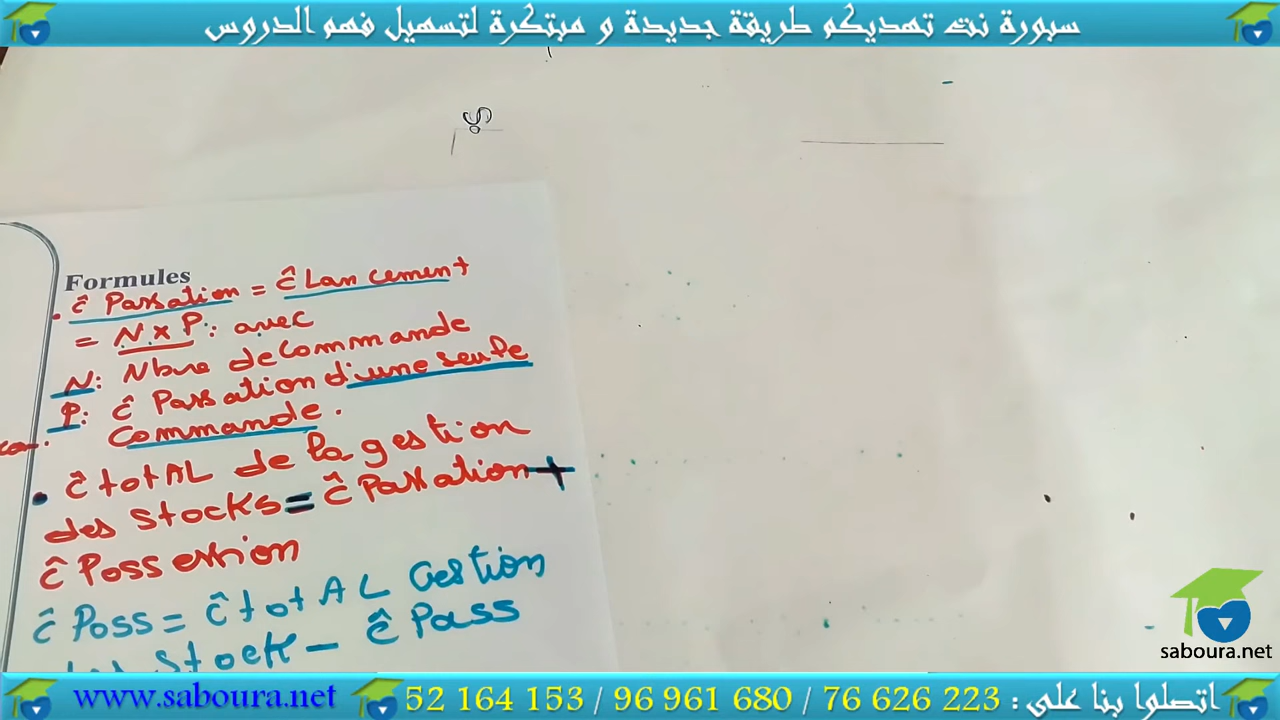 سبورة نت تهديكم طريقة جديدة و مبتكرة لتسهيل فهم الدروس
Formules
. ĉ Passation = ĉ Lancement
= N x P : avec
N: Nbre de Commande
P: ĉ Passation d'une seule
Commande.
• ĉ totAL de la gestion
des stocks = ĉ Passation +
ĉ Possession
ĉ Poss = ĉ totAL Gestion
stock - ĉ Pass
saboura.net
www.saboura.net
اتصلوا بنا على : 52 164 153 / 96 961 680 / 76 626 223